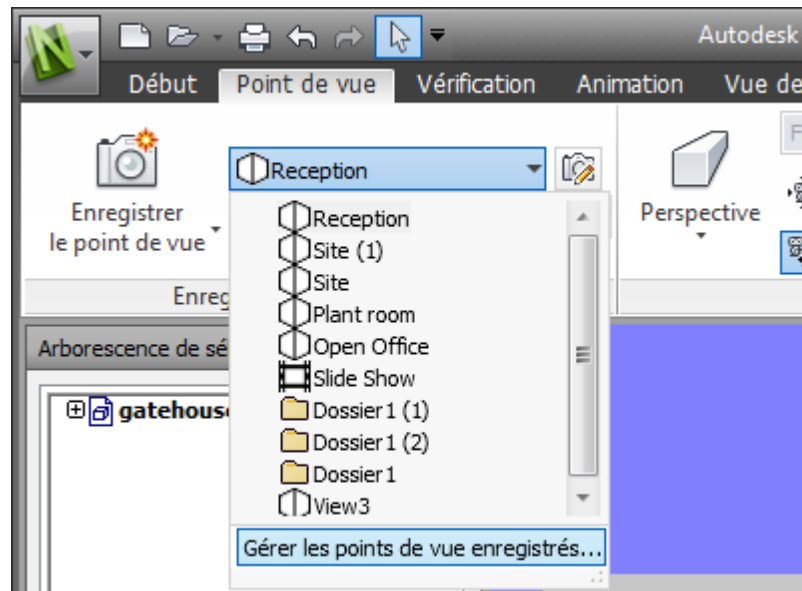 Autodesk
Début Point de vue Vérification Animation Vue de
Reception
Enregistrer
le point de vue
Perspective
Reception
Site (1)
Site
Plant room
Open Office
Slide Show
Dossier1 (1)
Dossier1 (2)
Dossier1
View3
Gérer les points de vue enregistrés...
Enreg
Arborescence de sé
gatehouse